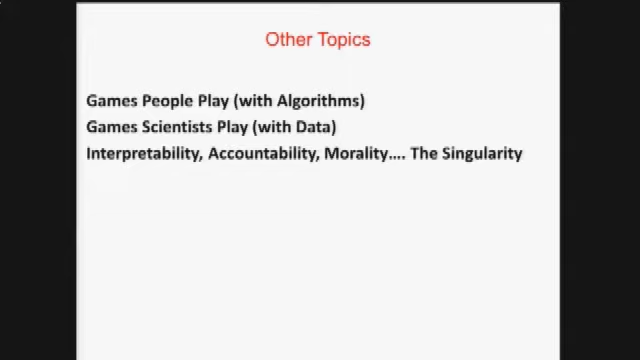 Other Topics
Games People Play (with Algorithms)
Games Scientists Play (with Data)
Interpretability, Accountability, Morality.... The Singularity